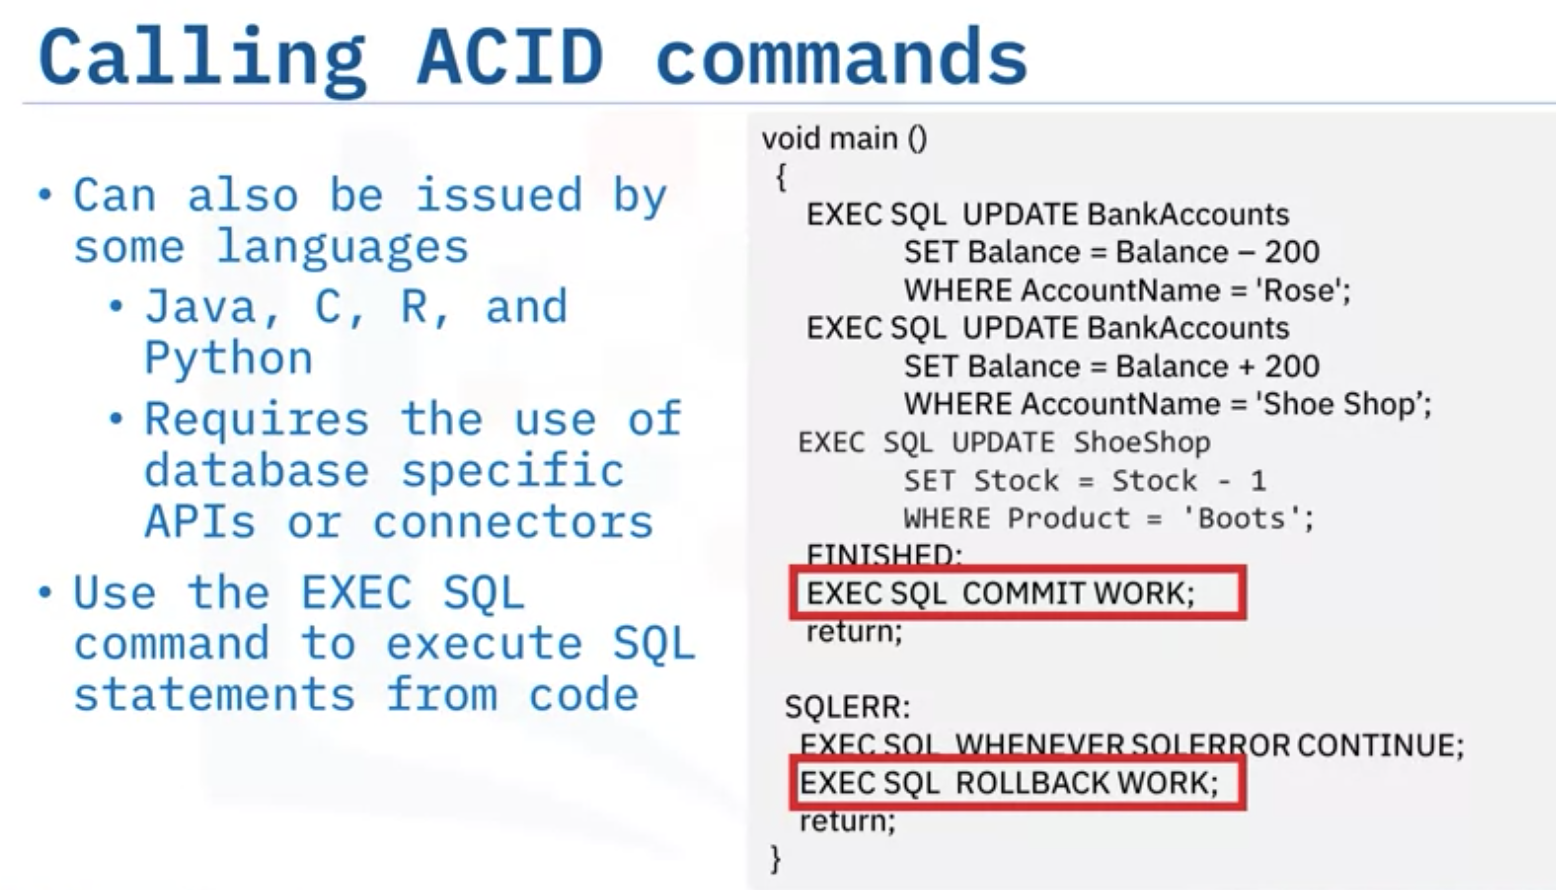 Calling ACID commands
• Can also be issued by
some languages
• Java, C, R, and
Python
• Requires the use of
database specific
APIs or connectors
• Use the EXEC SQL
command to execute SQL
statements from code
void main ()
{
EXEC SQL UPDATE BankAccounts
SET Balance = Balance – 200
WHERE AccountName = 'Rose';
EXEC SQL UPDATE BankAccounts
SET Balance = Balance + 200
WHERE AccountName = 'Shoe Shop’;
EXEC SQL UPDATE ShoeShop
SET Stock = Stock - 1
WHERE Product = 'Boots';
FINISHED:
EXEC SQL COMMIT WORK;
return;
SQLERR:
EXEC SQL WHENEVER SQLERROR CONTINUE;
EXEC SQL ROLLBACK WORK;
return;
}